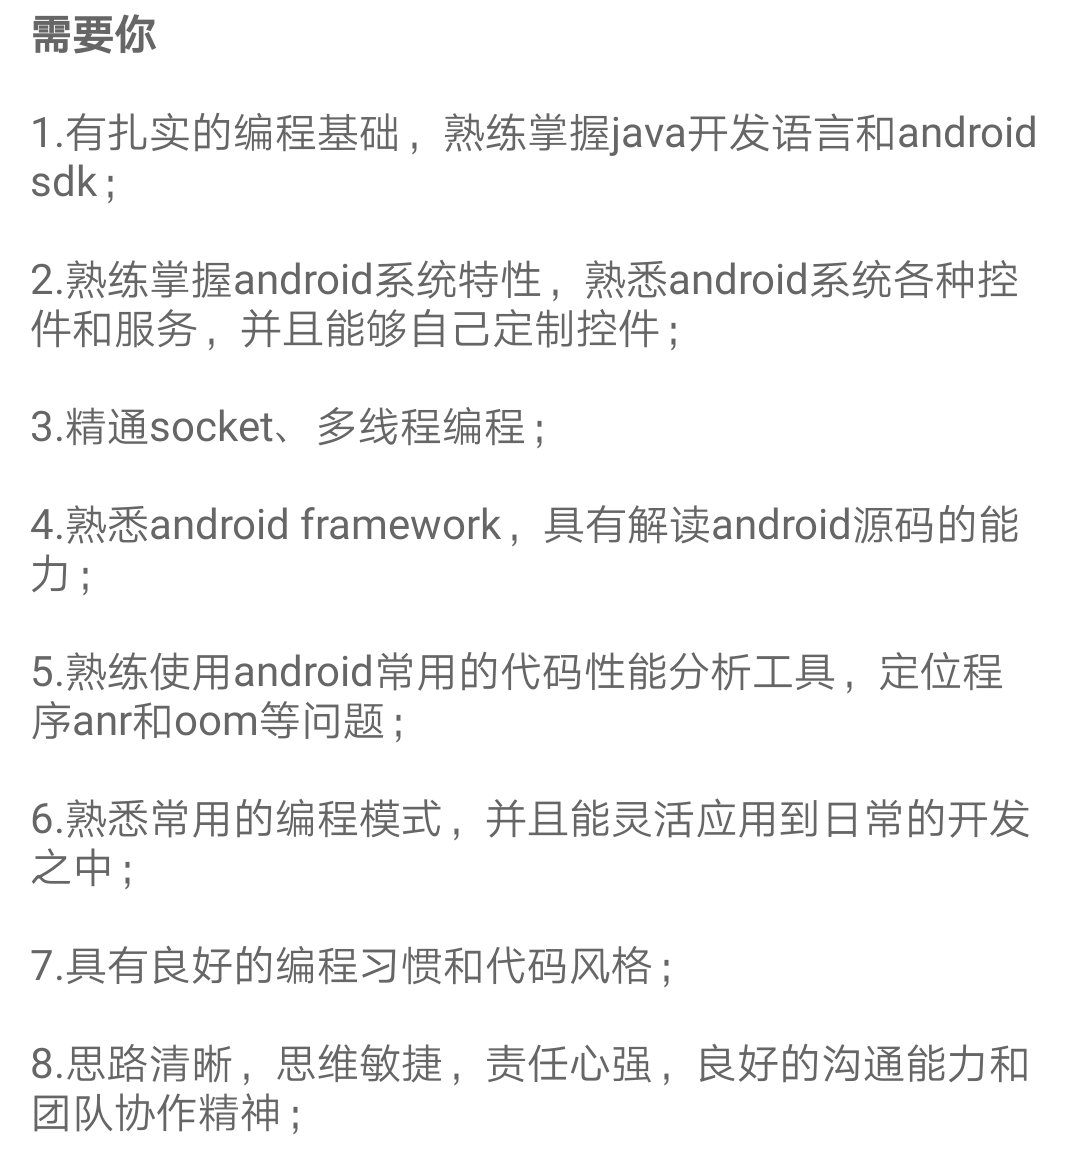 需要你
1.有扎实的编程基础，熟练掌握java开发语言和android
sdk；
2.熟练掌握android系统特性，熟悉android系统各种控
件和服务，并且能够自己定制控件；
3.精通socket、多线程编程；
4.熟悉android framework，具有解读android源码的能
力；
5.熟练使用android常用的代码性能分析工具，定位程
序anr和oom等问题；
6.熟悉常用的编程模式，并且能灵活应用到日常的开发
之中；
7.具有良好的编程习惯和代码风格；
8.思路清晰，思维敏捷，责任心强，良好的沟通能力和
团队协作精神；